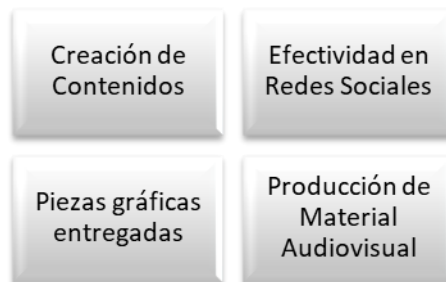 Creación de
Contenidos
Efectividad en
Redes Sociales
Piezas gráficas
entregadas
Producción de
Material
Audiovisual